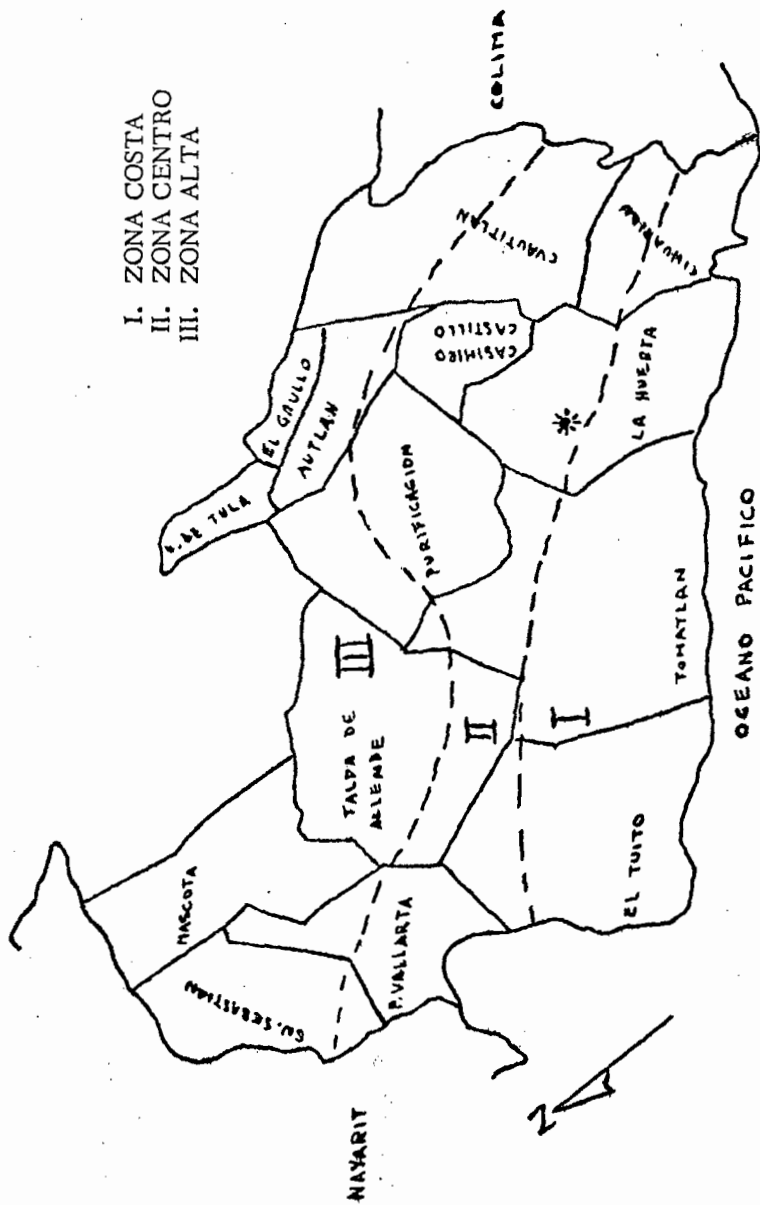 I. ZONA COSTA
II. ZONA CENTRO
III. ZONA ALTA
NAYARIT
COLIMA
OCEANO PACIFICO
N
MASCOTA
SN. SEBASTIAN
P. VALLARTA
TALPA DE
ALLENDE
EL TUITO
TOMATLAN
PURIFICACION
DE TULA
EL GRULLO
AUTLAN
CASIMIRO
CASTILLO
CUAUTITLAN
CIHUATLAN
LA HUERTA
III
II
I